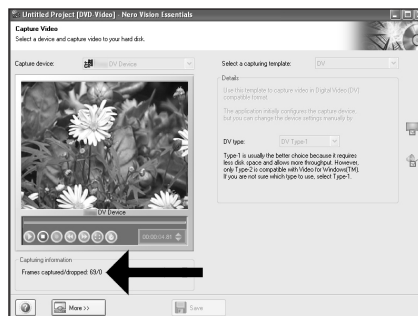 Untitled Project [DVD-Video] - Nero Vision Essentials
Capture Video
Select a device and capture video to your hard disk.
Capture device:
DV Device
Select a capturing template:
DV
Details
Use this template to capture video in Digital Video (DV)
compatible format.
The application initially configures the capture device,
but you can change the device settings manually by
DV type:
DV Type-1
Type-1 is usually the better choice because it requires
less disk space and allows more throughput. However,
only Type-2 is compatible with Video for Windows(TM).
If you are not sure which type to use, select Type-1.
DV Device
Capturing information
Frames captured/dropped: 69/0
More >>
Save